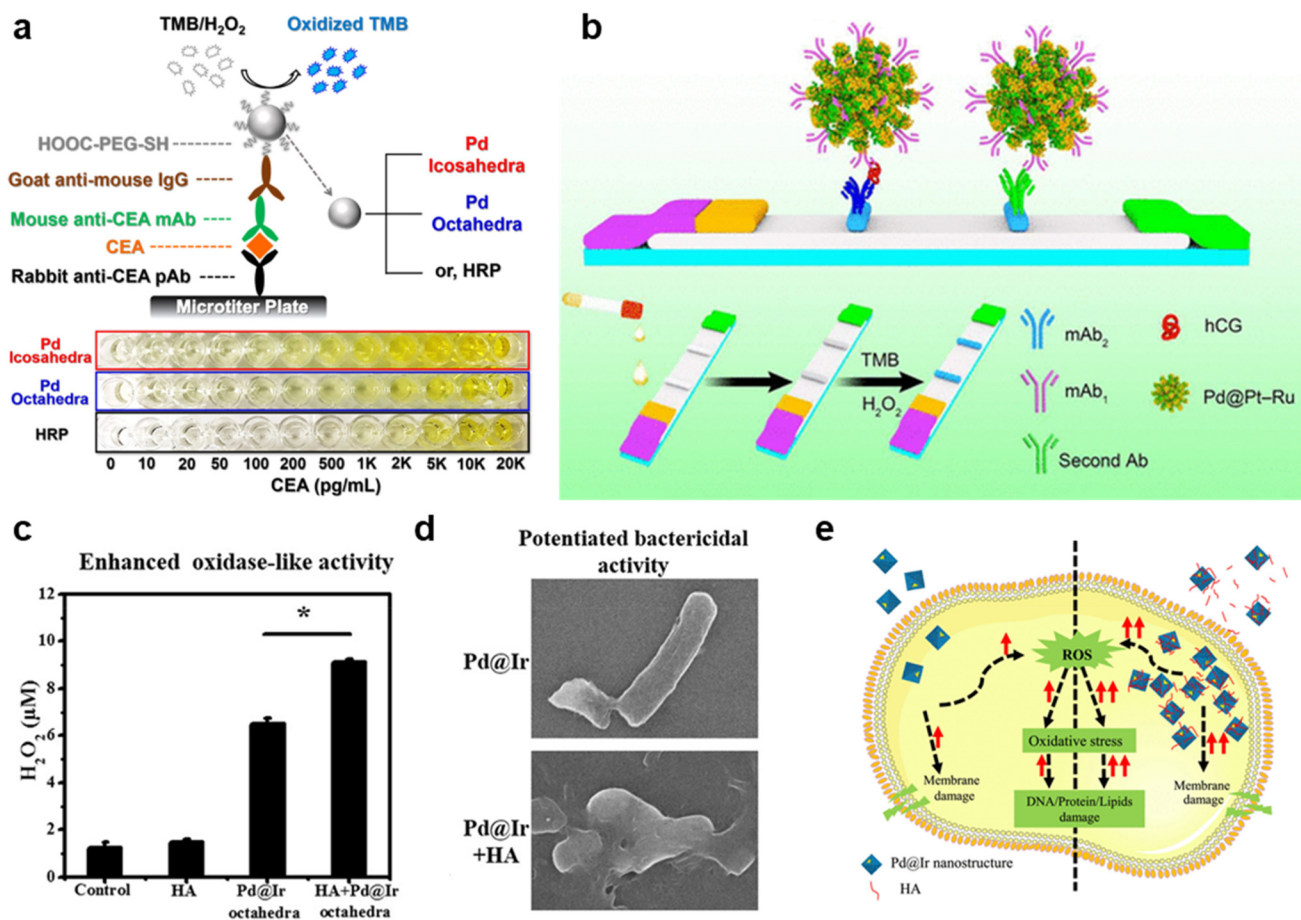 a
TMB/H2O2
Oxidized TMB
HOOC-PEG-SH
Goat anti-mouse IgG
Mouse anti-CEA mAb
CEA
Rabbit anti-CEA pAb
Microtiter Plate
Pd
Icosahedra
Pd
Octahedra
or, HRP
Pd
Icosahedra
Pd
Octahedra
HRP
0 10 20 50 100 200 500 1K 2K 5K 10K 20K
CEA (pg/mL)
b
TMB
H2O2
mAb2
hCG
mAb1
Pd@Pt–Ru
Second Ab
c
Enhanced oxidase-like activity
H2O2 (µM)
12
10
8
6
4
2
0
*
Control
HA
Pd@Ir
octahedra
HA+Pd@Ir
octahedra
d
Potentiated bactericidal
activity
Pd@Ir
Pd@Ir
+HA
e
ROS
Oxidative stress
Membrane
damage
DNA/Protein/Lipids
damage
Membrane
damage
Pd@Ir nanostructure
HA